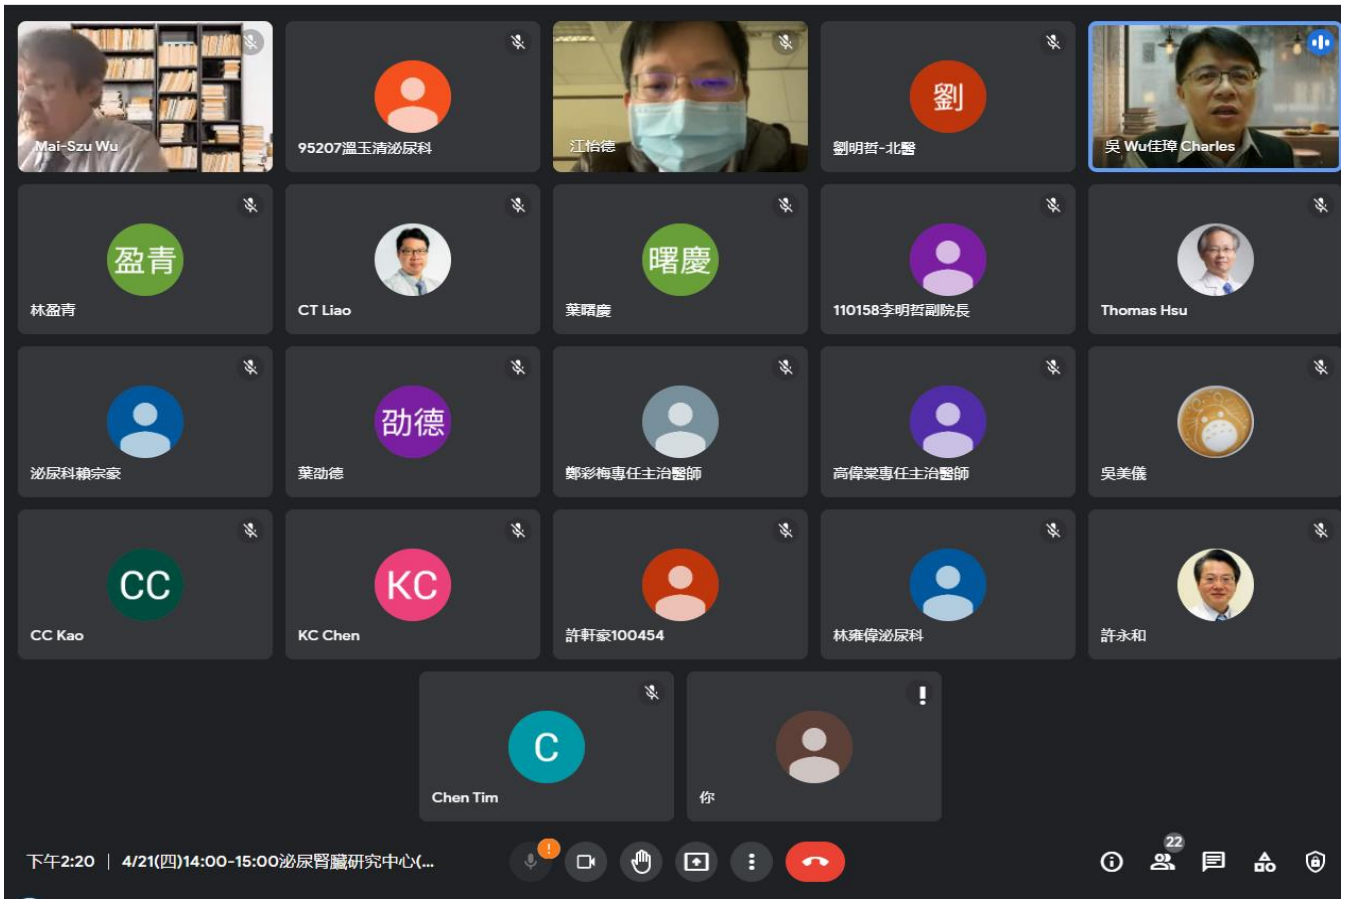 Mai-Szu Wu
95207溫玉清泌尿科
江怡德
劉
劉明哲-北醫
吳 Wu佳璋 Charles
盈青
林盈青
CT Liao
曙慶
葉曙慶
110158李明哲副院長
Thomas Hsu
泌尿科賴宗豪
劭德
葉劭德
鄭彩梅專任主治醫師
高偉棠專任主治醫師
吳美儀
CC
CC Kao
KC
KC Chen
許軒豪100454
林雍偉泌尿科
許永和
C
Chen Tim
你
下午2:20 | 4/21(四)14:00-15:00泌尿腎臟研究中心(...
22